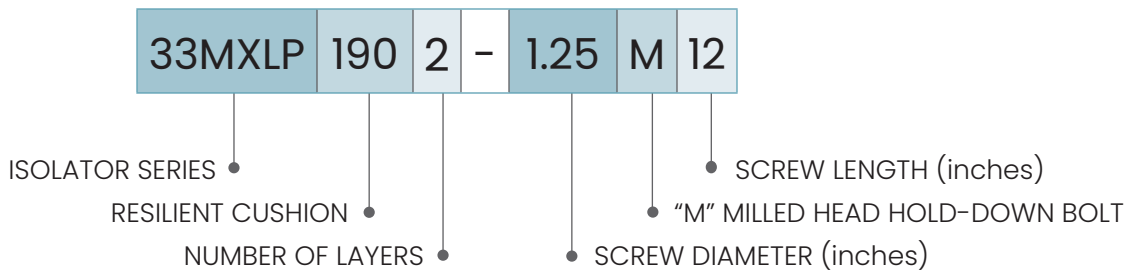 33MXLP 190 2 - 1.25 M 12
ISOLATOR SERIES
SCREW LENGTH (inches)
RESILIENT CUSHION
“M” MILLED HEAD HOLD-DOWN BOLT
NUMBER OF LAYERS
SCREW DIAMETER (inches)